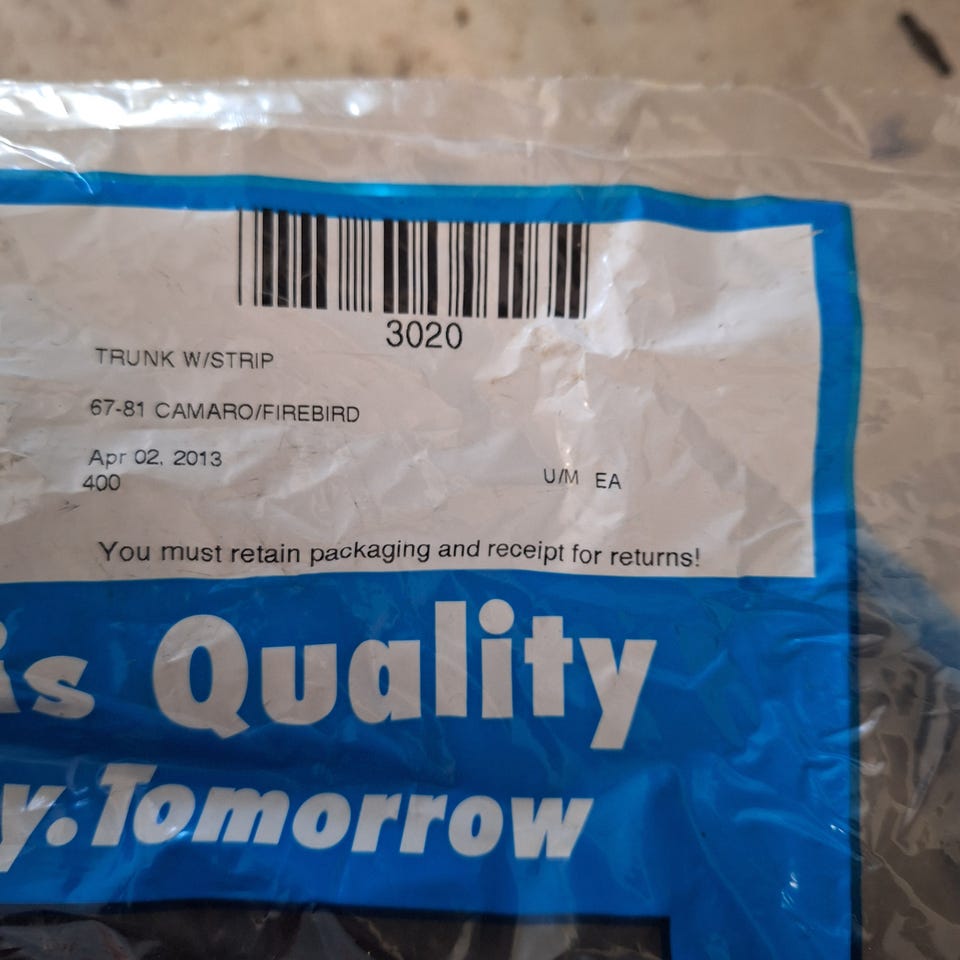 3020
TRUNK W/STRIP
67-81 CAMARO/FIREBIRD
Apr 02, 2013
400
U/M EA
You must retain packaging and receipt for returns!
is Quality
y. Tomorrow